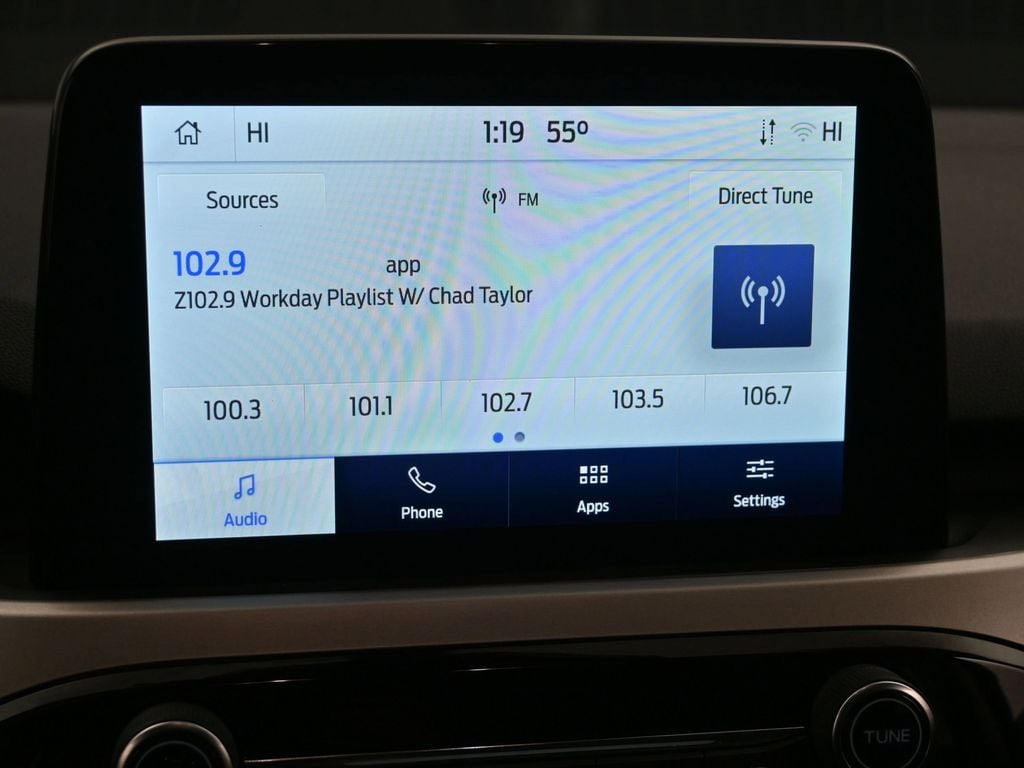 HI 1:19 55° HI
Sources FM Direct Tune
102.9 app
Z102.9 Workday Playlist W/ Chad Taylor
100.3 101.1 102.7 103.5 106.7
Audio Phone Apps Settings
TUNE